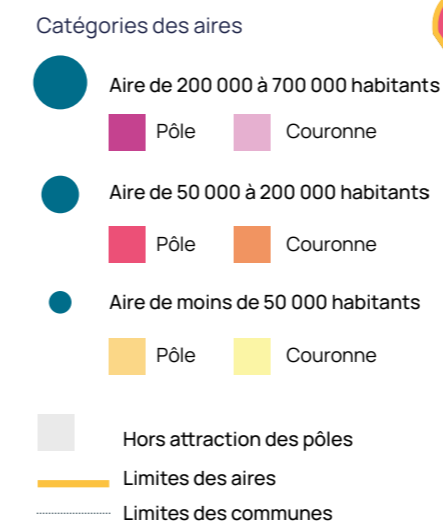 Catégories des aires
Aire de 200 000 à 700 000 habitants
Pôle Couronne
Aire de 50 000 à 200 000 habitants
Pôle Couronne
Aire de moins de 50 000 habitants
Pôle Couronne
Hors attraction des pôles
Limites des aires
Limites des communes